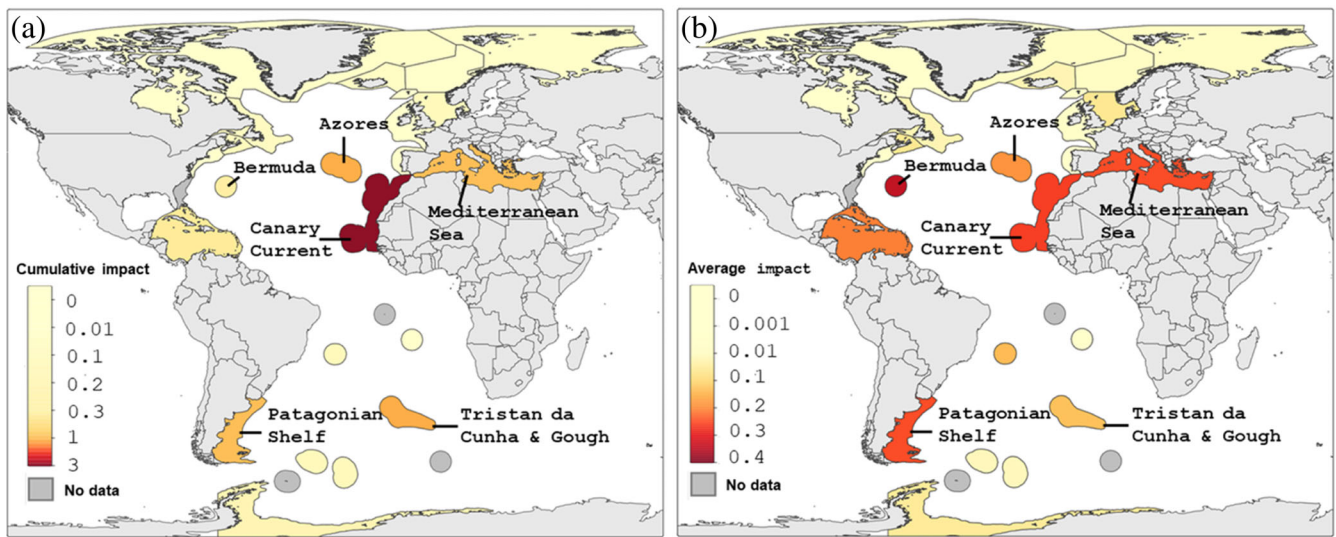 (a)
Azores
Bermuda
Mediterranean
Sea
Canary
Current
Cumulative impact
0
0.01
0.1
0.2
0.3
1
3
No data
Patagonian
Shelf
Tristan da
Cunha & Gough
(b)
Azores
Bermuda
Mediterranean
Sea
Canary
Current
Average impact
0
0.001
0.01
0.1
0.2
0.3
0.4
No data
Patagonian
Shelf
Tristan da
Cunha & Gough